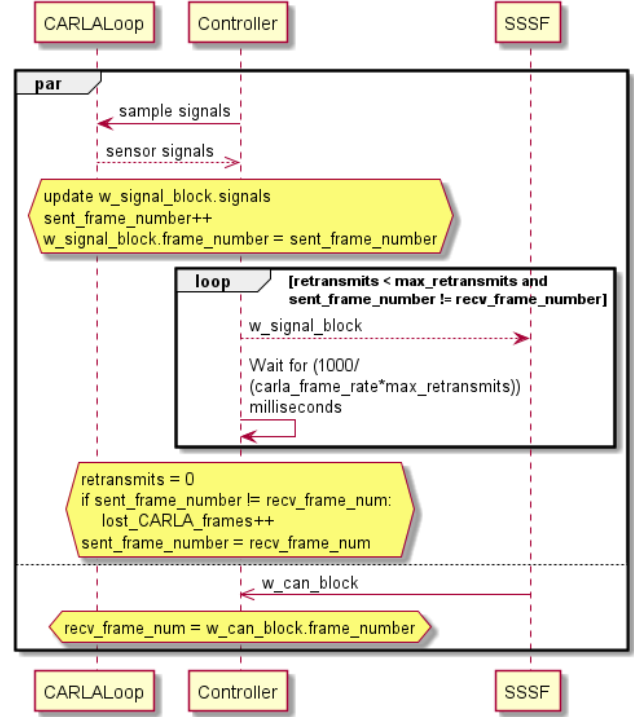 CARLALoop
Controller
SSSF
par
sample signals
sensor signals
update w_signal_block.signals
sent_frame_number++
w_signal_block.frame_number = sent_frame_number
loop
[retransmits < max_retransmits and
sent_frame_number != recv_frame_number]
w_signal_block
Wait for (1000/
(carla_frame_rate*max_retransmits))
milliseconds
retransmits = 0
if sent_frame_number != recv_frame_num:
lost_CARLA_frames++
sent_frame_number = recv_frame_num
w_can_block
recv_frame_num = w_can_block.frame_number
CARLALoop
Controller
SSSF